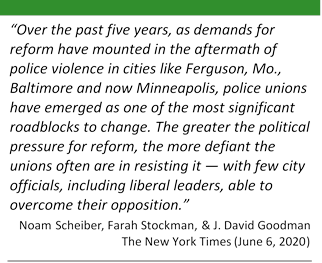 “Over the past five years, as demands for
reform have mounted in the aftermath of
police violence in cities like Ferguson, Mo.,
Baltimore and now Minneapolis, police unions
have emerged as one of the most significant
roadblocks to change. The greater the political
pressure for reform, the more defiant the
unions often are in resisting it — with few city
officials, including liberal leaders, able to
overcome their opposition.”
Noam Scheiber, Farah Stockman, & J. David Goodman
The New York Times (June 6, 2020)